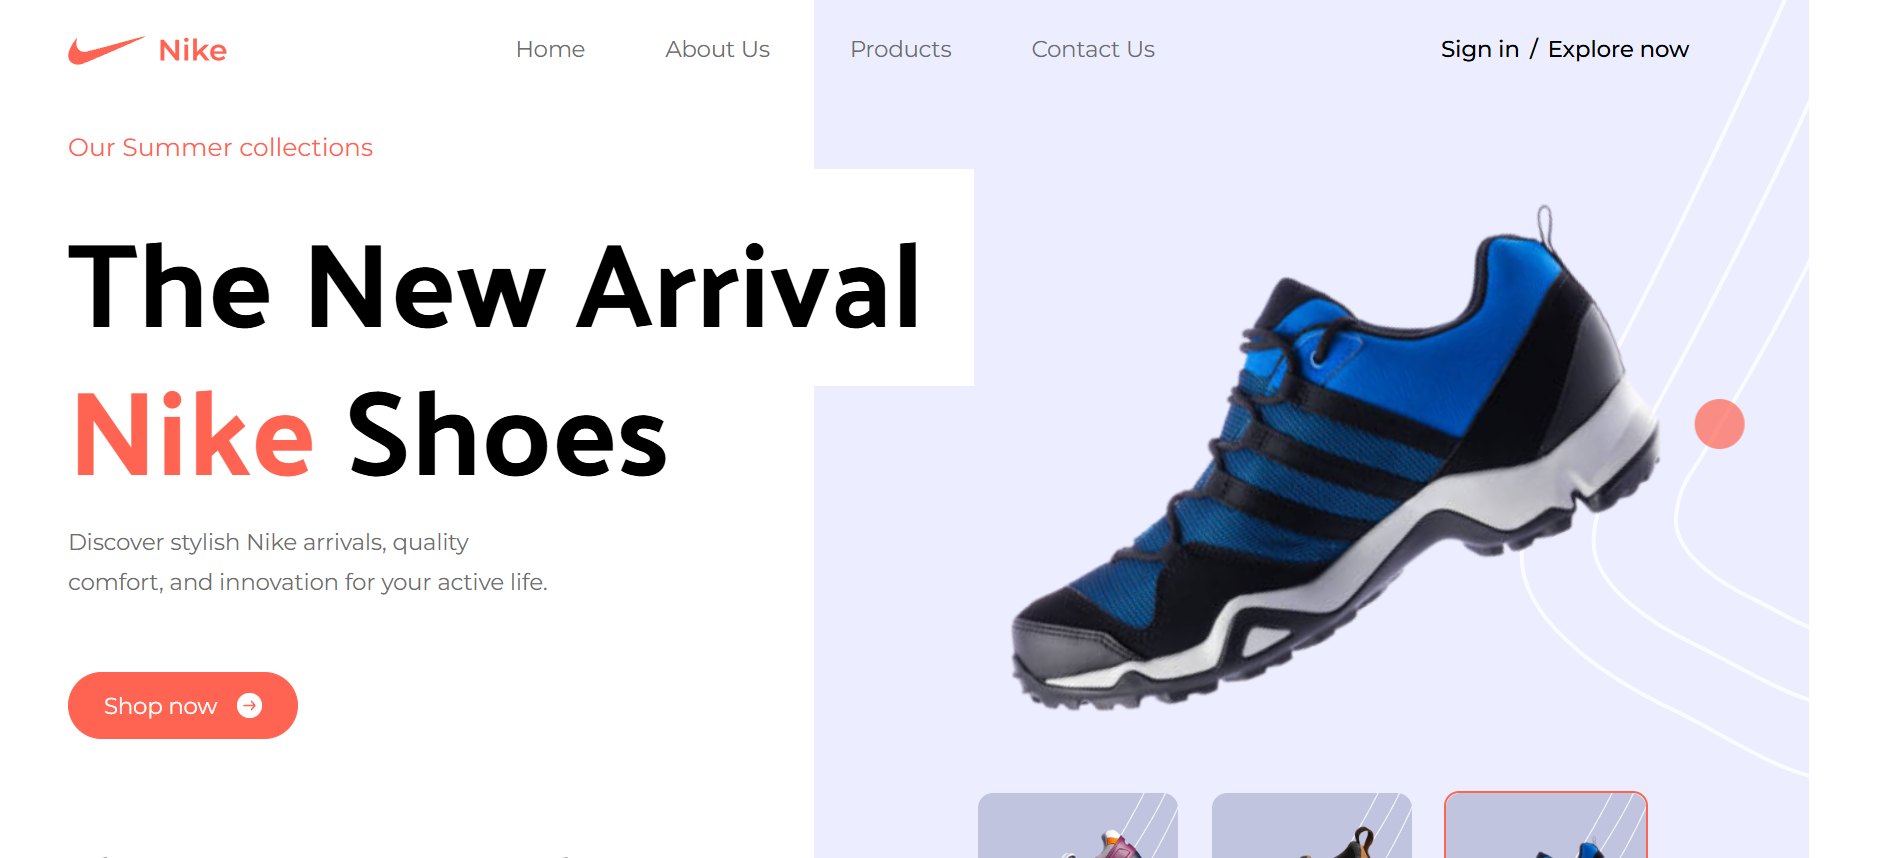 Nike
Home
About Us
Products
Contact Us
Sign in / Explore now
Our Summer collections
The New Arrival
Nike Shoes
Discover stylish Nike arrivals, quality
comfort, and innovation for your active life.
Shop now